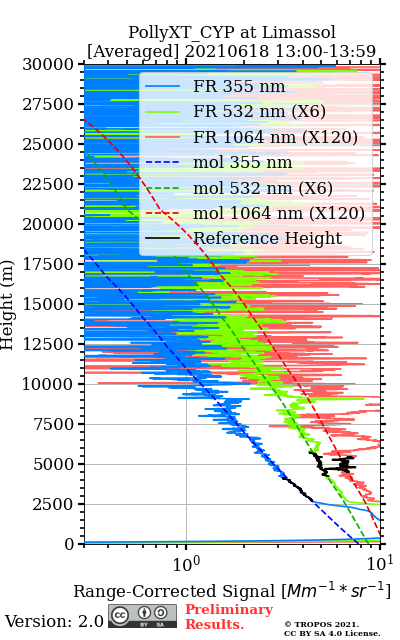 PollyXT_CYP at Limassol
[Averaged] 20210618 13:00-13:59
30000
27500
25000
22500
20000
17500
15000
12500
10000
7500
5000
2500
0
Height (m)
FR 355 nm
FR 532 nm (X6)
FR 1064 nm (X120)
mol 355 nm
mol 532 nm (X6)
mol 1064 nm (X120)
Reference Height
10⁰ 10¹
Range-Corrected Signal [Mm⁻¹ * sr⁻¹]
Version: 2.0
cc BY SA
Preliminary
Results.
© TROPOS 2021.
CC BY SA 4.0 License.